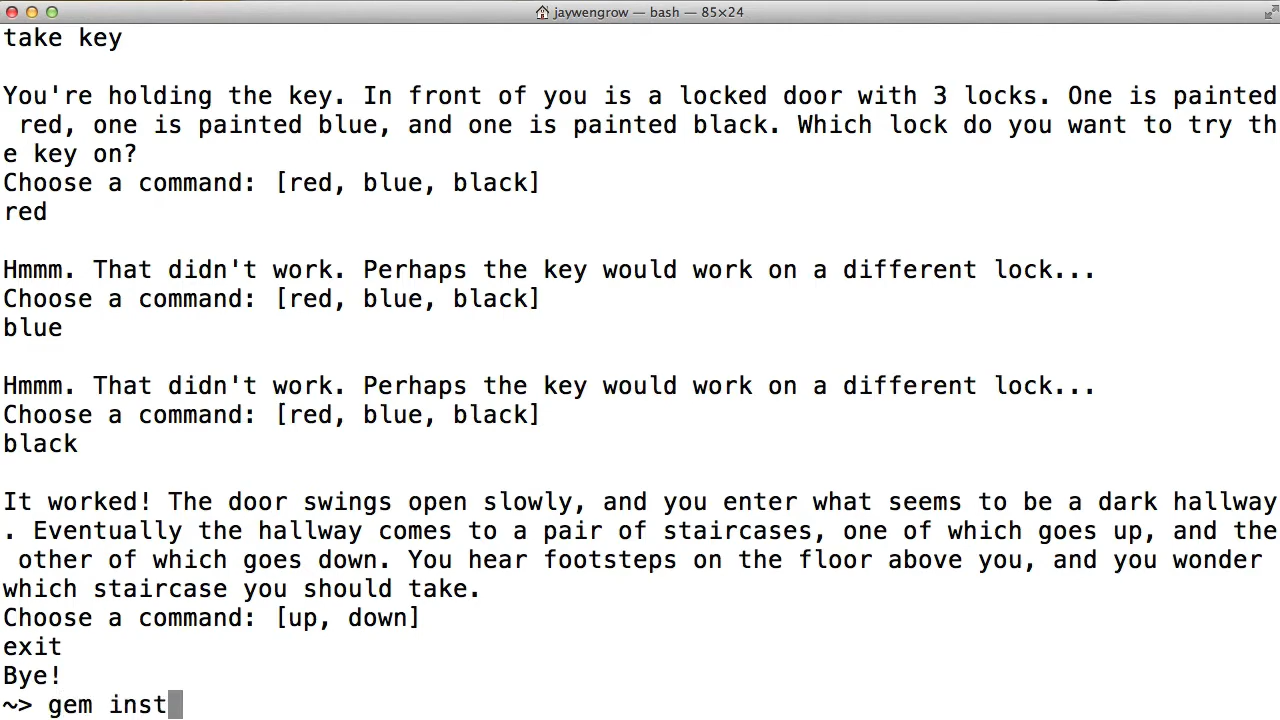 jaywengrow — bash — 85×24
take key
You're holding the key. In front of you is a locked door with 3 locks. One is painted
red, one is painted blue, and one is painted black. Which lock do you want to try th
e key on?
Choose a command: [red, blue, black]
red
Hmmm. That didn't work. Perhaps the key would work on a different lock...
Choose a command: [red, blue, black]
blue
Hmmm. That didn't work. Perhaps the key would work on a different lock...
Choose a command: [red, blue, black]
black
It worked! The door swings open slowly, and you enter what seems to be a dark hallway
. Eventually the hallway comes to a pair of staircases, one of which goes up, and the
other of which goes down. You hear footsteps on the floor above you, and you wonder
which staircase you should take.
Choose a command: [up, down]
exit
Bye!
~> gem inst